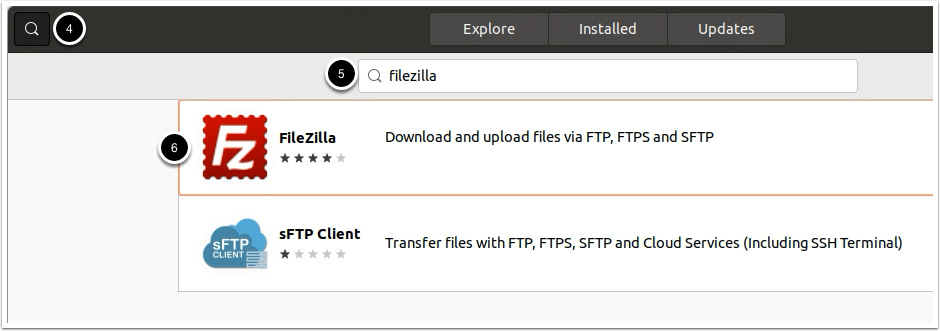 4
Explore Installed Updates
5 filezilla
6
Fz
FileZilla Download and upload files via FTP, FTPS and SFTP
sFTP
CLIENT
sFTP Client Transfer files with FTP, FTPS, SFTP and Cloud Services (Including SSH Terminal)